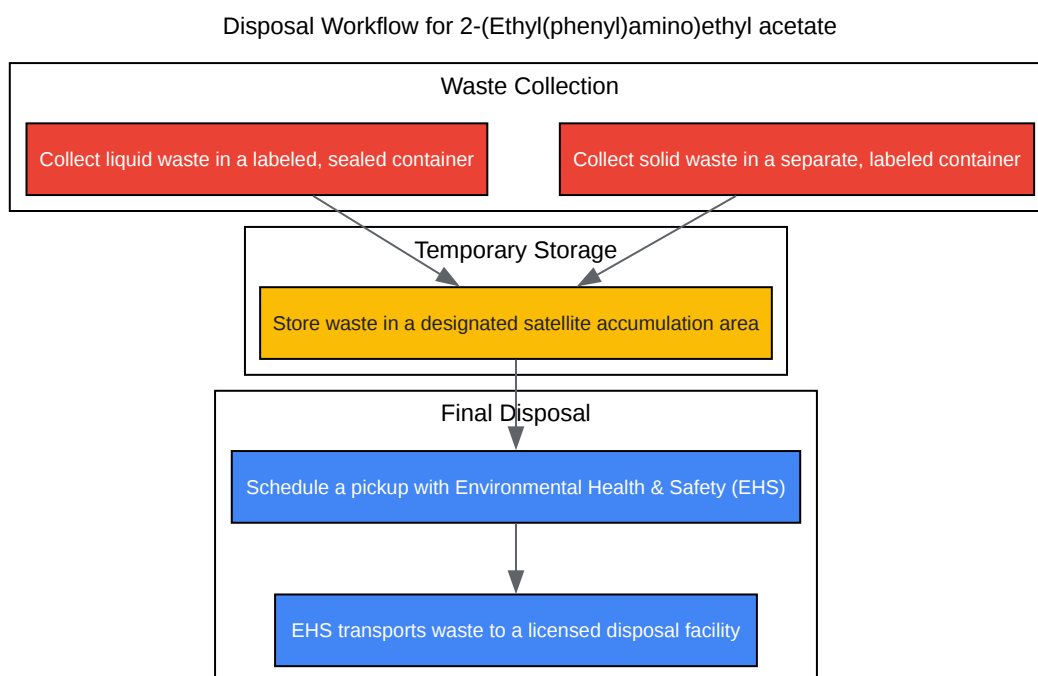 Disposal Workflow for 2-(Ethyl(phenyl)amino)ethyl acetate
Waste Collection
Collect liquid waste in a labeled, sealed container
Collect solid waste in a separate, labeled container
Temporary Storage
Store waste in a designated satellite accumulation area
Final Disposal
Schedule a pickup with Environmental Health & Safety (EHS)
EHS transports waste to a licensed disposal facility